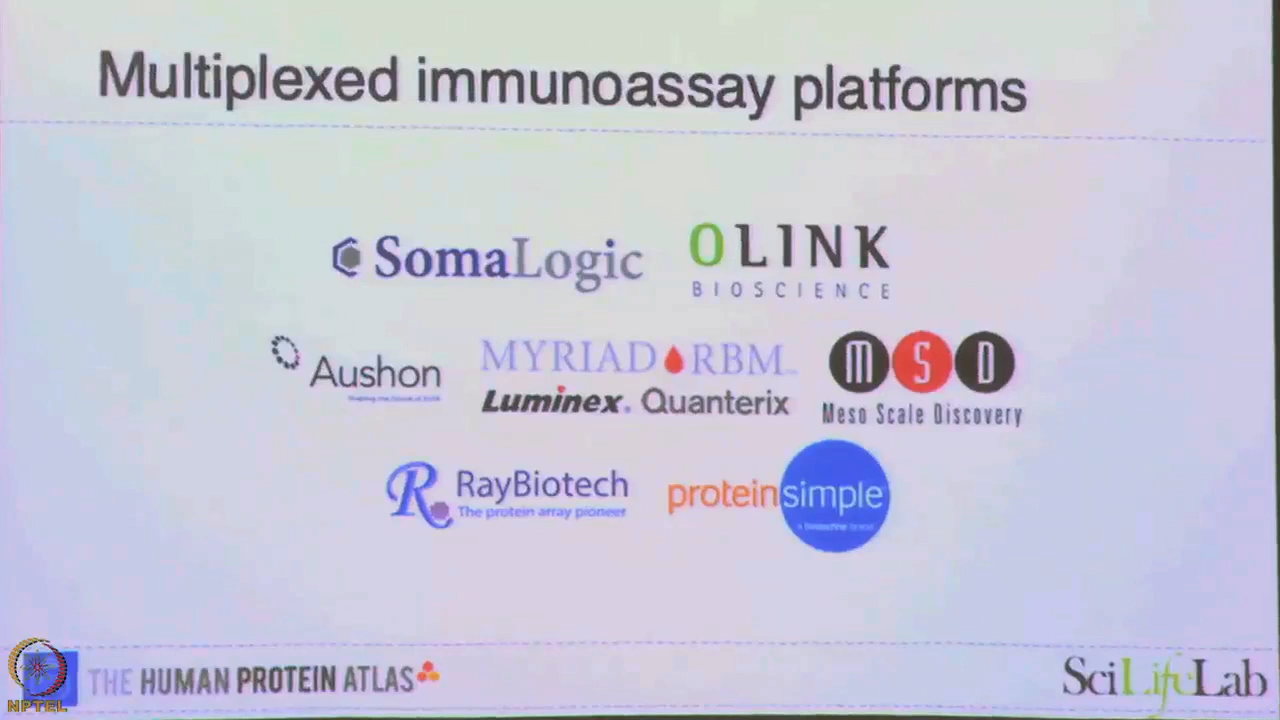 Multiplexed immunoassay platforms
SomaLogic
OLINK
BIOSCIENCE
Aushon
MYRIAD RBM
Luminex. Quanterix
MSD
Meso Scale Discovery
RayBiotech
The protein array pioneer
proteinsimple
THE HUMAN PROTEIN ATLAS
SciLifeLab
NPTEL